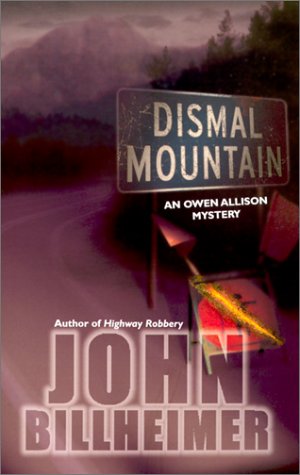 DISMAL
MOUNTAIN
AN OWEN ALLISON
MYSTERY
Author of Highway Robbery
JOHN
BILLHEIMER